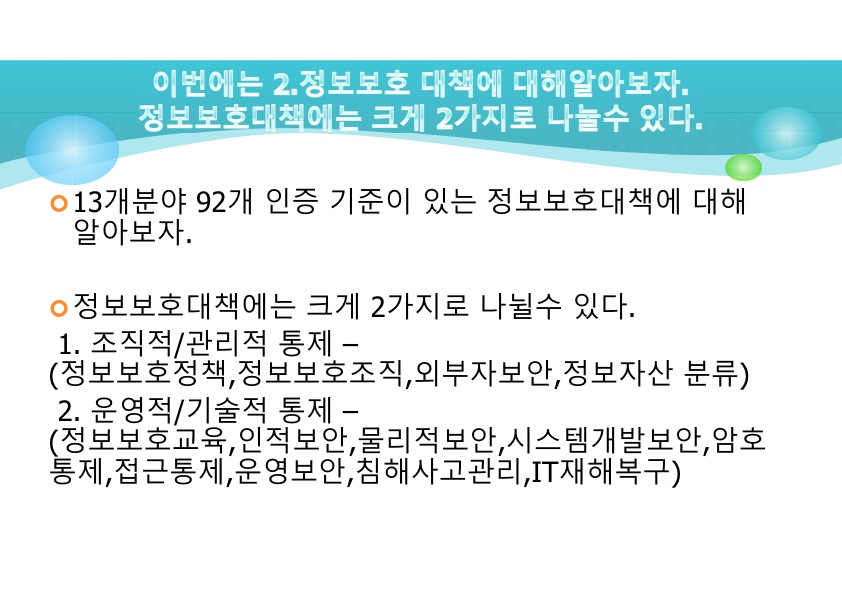 이번에는 2.정보보호 대책에 대해알아보자.
정보보호대책에는 크게 2가지로 나눌수 있다.
13개분야 92개 인증 기준이 있는 정보보호대책에 대해
알아보자.
정보보호대책에는 크게 2가지로 나뉠수 있다.
1. 조직적/관리적 통제 –
(정보보호정책,정보보호조직,외부자보안,정보자산 분류)
2. 운영적/기술적 통제 –
(정보보호교육,인적보안,물리적보안,시스템개발보안,암호
통제,접근통제,운영보안,침해사고관리,IT재해복구)